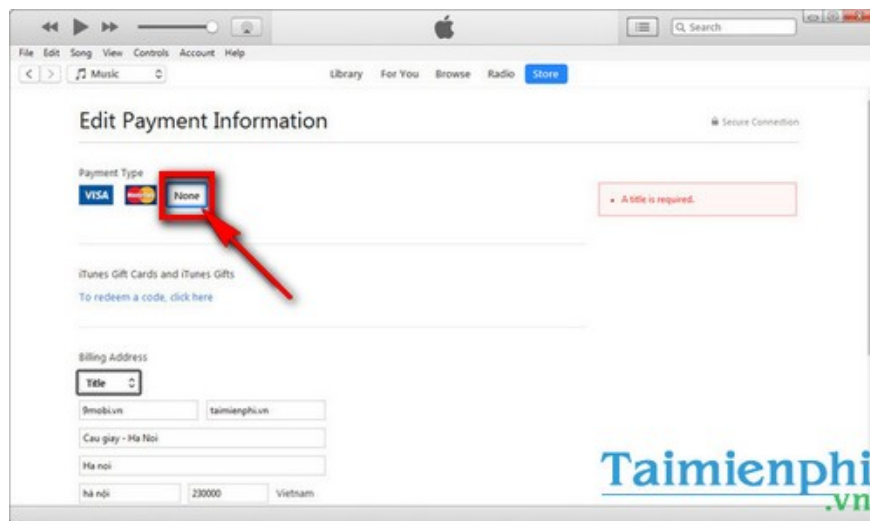 Search
File Edit Song View Controls Account Help
Music Library For You Browse Radio Store
Edit Payment Information Secure Connection
Payment Type
VISA MasterCard None
A title is required.
iTunes Gift Cards and iTunes Gifts
To redeem a code, click here
Billing Address
Title
9mobi.vn taimienphi.vn
Cau giay - Ha Noi
Ha noi
hà nội 230000 Vietnam
Taimienphi
.vn